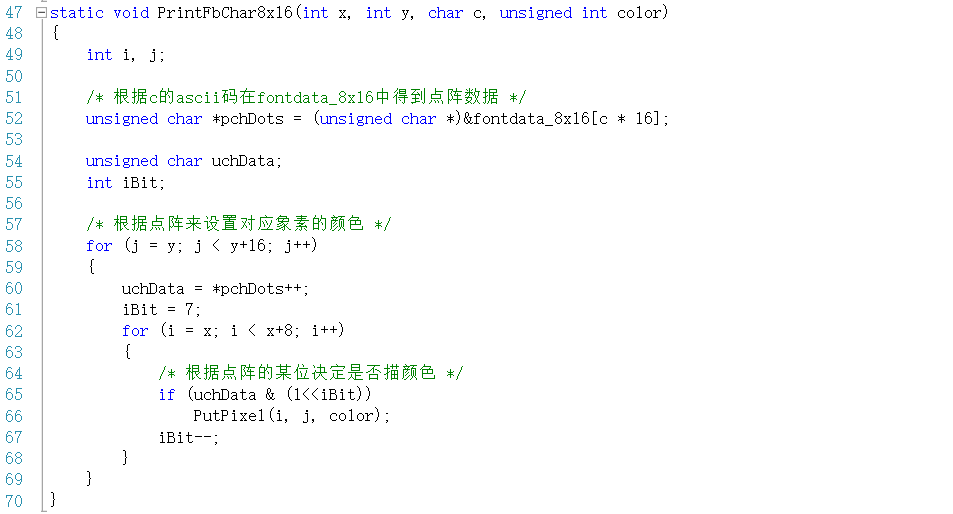 47 static void PrintFbChar8x16(int x, int y, char c, unsigned int color)
48 {
49     int i, j;
50
51     /* 根据c的ascii码在fontdata_8x16中得到点阵数据 */
52     unsigned char *pchDots = (unsigned char *)&fontdata_8x16[c * 16];
53
54     unsigned char uchData;
55     int iBit;
56
57     /* 根据点阵来设置对应象素的颜色 */
58     for (j = y; j < y+16; j++)
59     {
60         uchData = *pchDots++;
61         iBit = 7;
62         for (i = x; i < x+8; i++)
63         {
64             /* 根据点阵的某位决定是否描颜色 */
65             if (uchData & (1<<iBit))
66                 PutPixel(i, j, color);
67             iBit--;
68         }
69     }
70 }